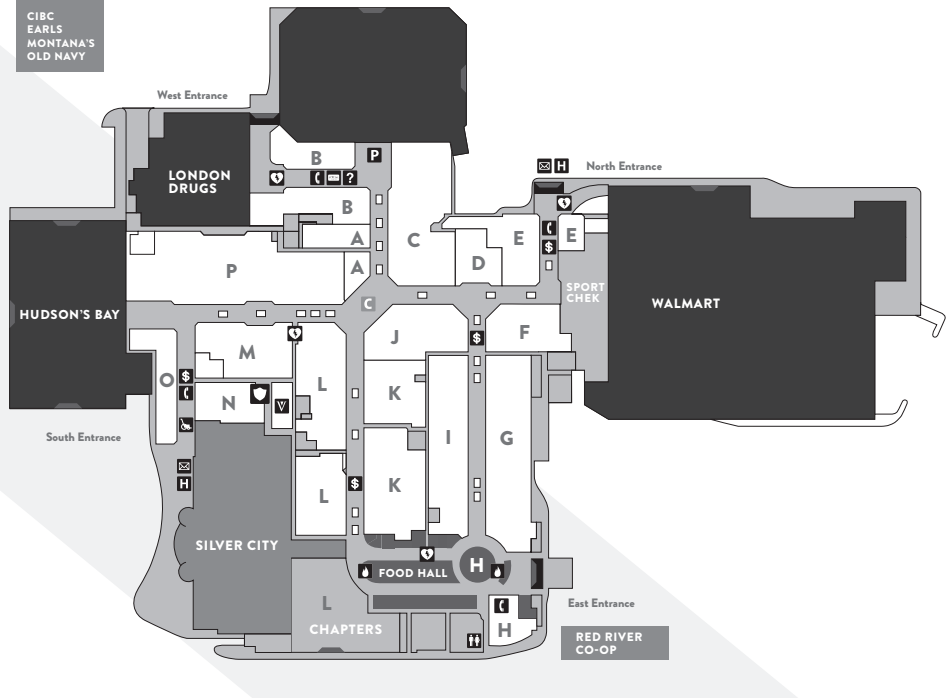 CIBC
EARLS
MONTANA'S
OLD NAVY
West Entrance
B
P
LONDON
DRUGS
?
H
North Entrance
B
A
C
E
$
E
P
A
D
C
SPORT
CHEK
HUDSON'S BAY
WALMART
M
J
$
F
O
$
L
K
N
V
I
G
South Entrance
H
L
$
K
SILVER CITY
FOOD HALL
H
L
CHAPTERS
H
East Entrance
RED RIVER
CO-OP